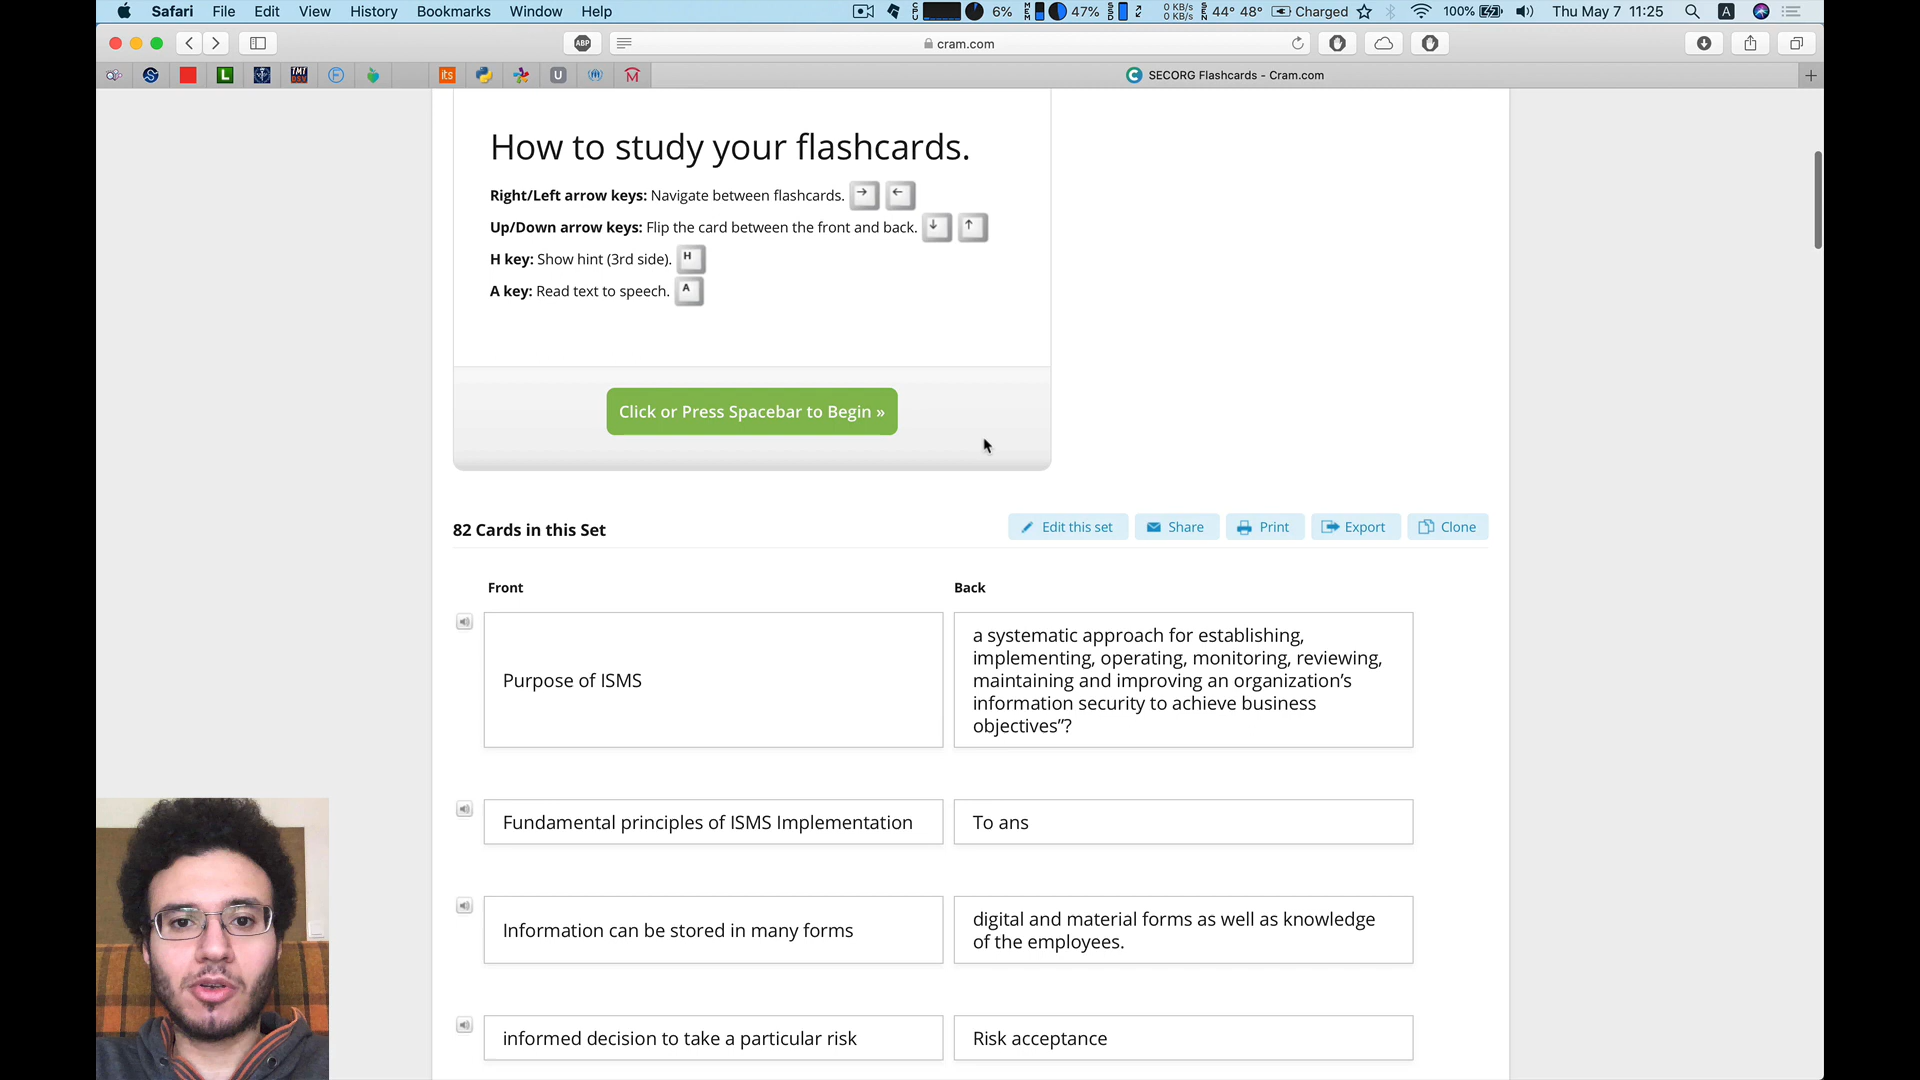 Safari File Edit View History Bookmarks Window Help 6% 47% 0 KB/s 0 KB/s 44° 48° Charged 100% Thu May 7 11:25 A
ABP cram.com
L TMT its U SECORG Flashcards - Cram.com
How to study your flashcards.
Right/Left arrow keys: Navigate between flashcards.
Up/Down arrow keys: Flip the card between the front and back.
H key: Show hint (3rd side). H
A key: Read text to speech. A
Click or Press Spacebar to Begin »
82 Cards in this Set Edit this set Share Print Export Clone
Front Back
Purpose of ISMS
a systematic approach for establishing,
implementing, operating, monitoring, reviewing,
maintaining and improving an organization’s
information security to achieve business
objectives”?
Fundamental principles of ISMS Implementation To ans
Information can be stored in many forms
digital and material forms as well as knowledge
of the employees.
informed decision to take a particular risk Risk acceptance